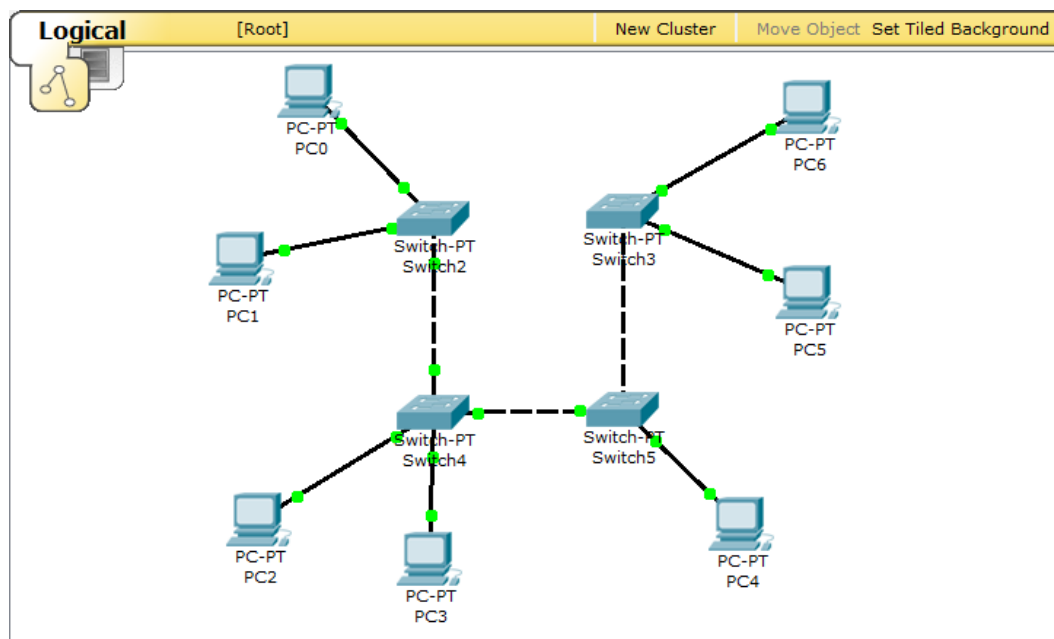 Logical [Root] New Cluster Move Object Set Tiled Background
PC-PT
PC0
PC-PT
PC6
Switch-PT
Switch2
Switch-PT
Switch3
PC-PT
PC1
PC-PT
PC5
Switch-PT
Switch4
Switch-PT
Switch5
PC-PT
PC2
PC-PT
PC3
PC-PT
PC4